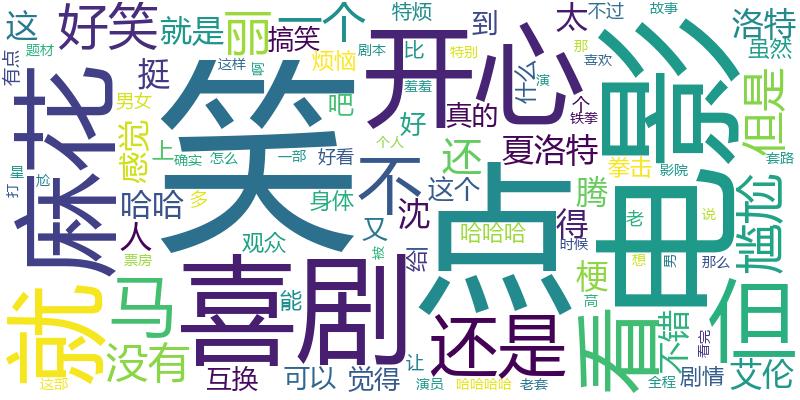 这
好笑
就是
丽
一个
特烦
到
太
不过
故事
题材
搞笑
剧本
比
特别
那
喜欢
洛特
虽然
有点
麻花
挺
笑
这样
烦恼
开心
什么
演
电影
但是
男女
吧
羞羞
真的
个
铁拳
感觉
上
确实
怎么
一部
好看
好
个人
还
夏洛特
拳击
影院
套路
打
尴
哈哈
多
身体
不
这个
腾
老
说
尴尬
人
观众
又
沈
给
哈哈哈
得
时候
想
男
那么
票房
能
点
梗
高
就
马
喜剧
还是
看
不错
看完
没有
互换
可以
觉得
让
演员
哈哈哈哈
老套
全程
剧情
艾伦
这部